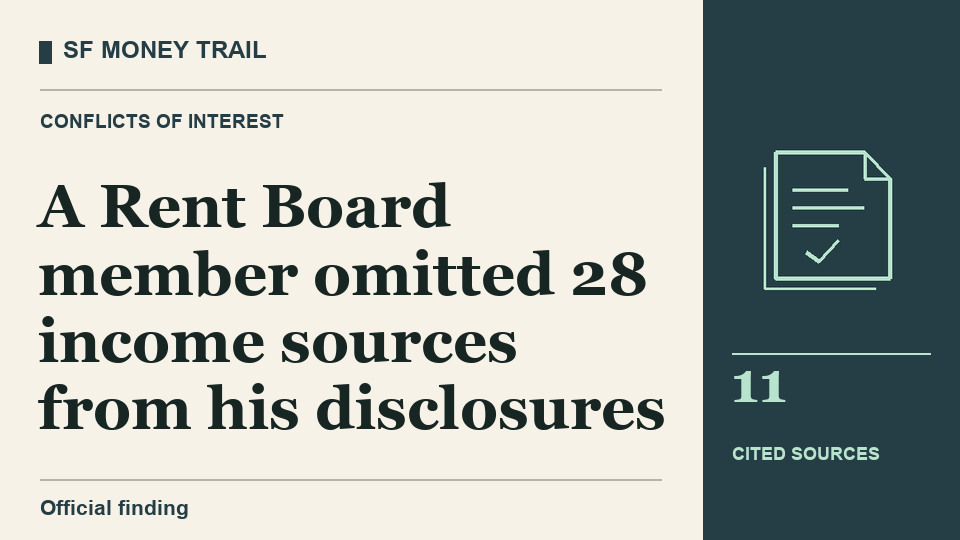 SF MONEY TRAIL
CONFLICTS OF INTEREST
A Rent Board
member omitted 28
income sources
from his disclosures
Official finding
11
CITED SOURCES